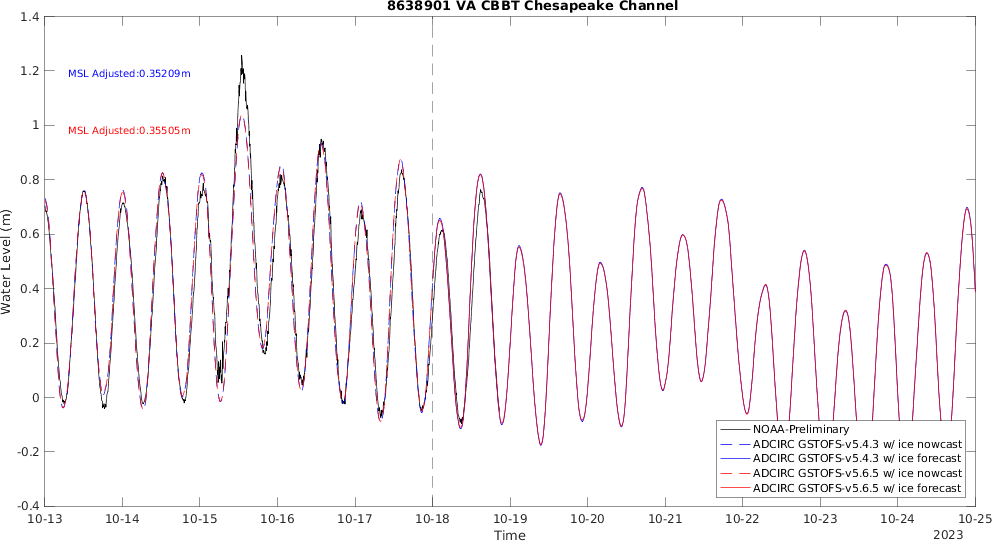 8638901 VA CBBT Chesapeake Channel
1.4
1.2
1
0.8
0.6
0.4
0.2
0
-0.2
-0.4
Water Level (m)
MSL Adjusted:0.35209m
MSL Adjusted:0.35505m
NOAA-Preliminary
ADCIRC GSTOFS-v5.4.3 w/ ice nowcast
ADCIRC GSTOFS-v5.4.3 w/ ice forecast
ADCIRC GSTOFS-v5.6.5 w/ ice nowcast
ADCIRC GSTOFS-v5.6.5 w/ ice forecast
10-13 10-14 10-15 10-16 10-17 10-18 10-19 10-20 10-21 10-22 10-23 10-24 10-25
Time
2023